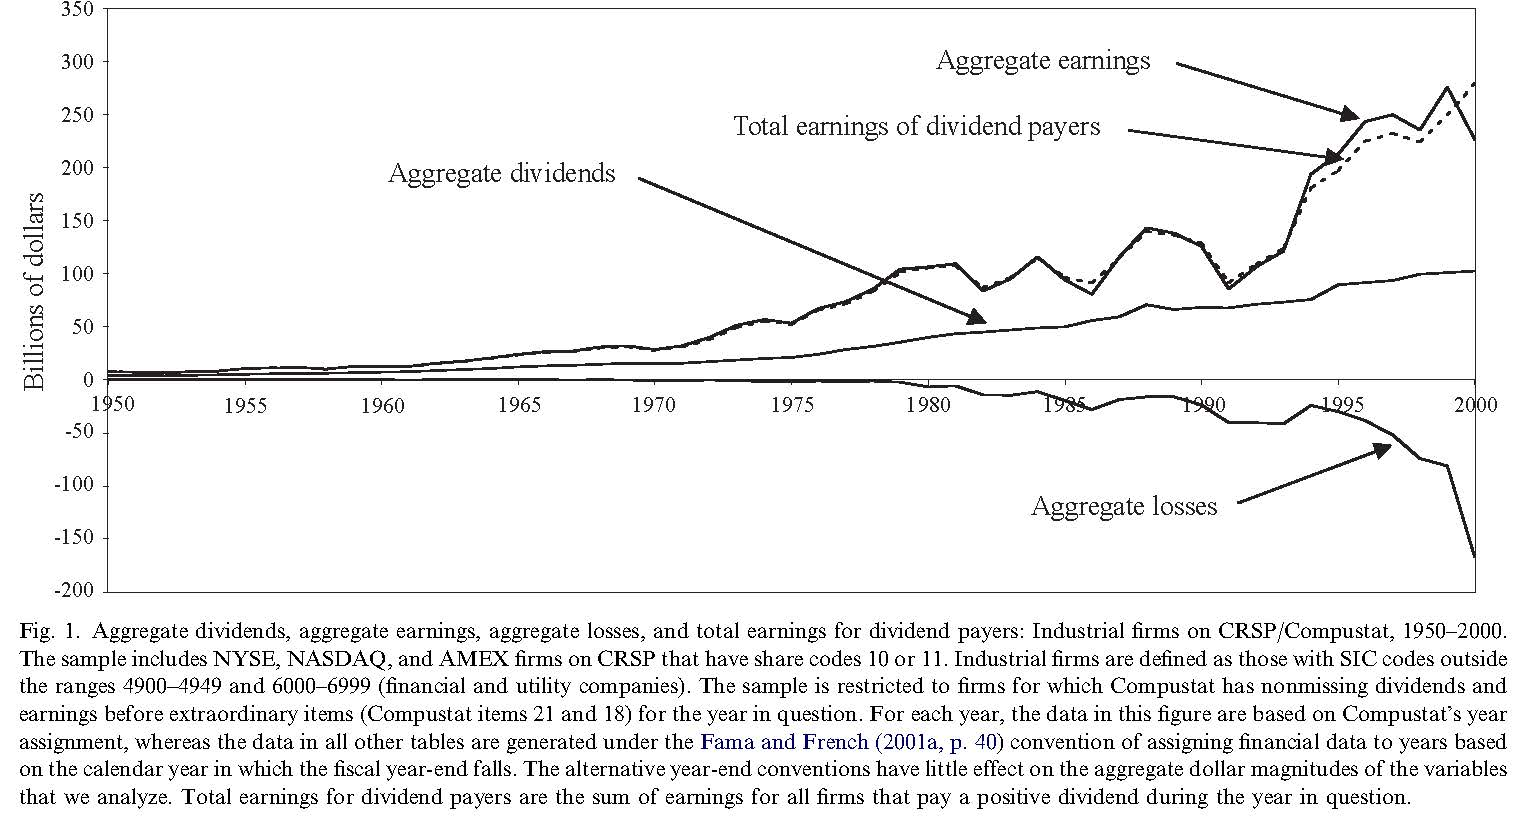 350
300
Aggregate earnings
250
Total earnings of dividend payers
200
Aggregate dividends
150
100
50
0
1950 1955 1960 1965 1970 1975 1980 1985 1990 1995 2000
-50
-100
Aggregate losses
-150
-200
Billions of dollars
Fig. 1. Aggregate dividends, aggregate earnings, aggregate losses, and total earnings for dividend payers: Industrial firms on CRSP/Compustat, 1950–2000.
The sample includes NYSE, NASDAQ, and AMEX firms on CRSP that have share codes 10 or 11. Industrial firms are defined as those with SIC codes outside
the ranges 4900–4949 and 6000–6999 (financial and utility companies). The sample is restricted to firms for which Compustat has nonmissing dividends and
earnings before extraordinary items (Compustat items 21 and 18) for the year in question. For each year, the data in this figure are based on Compustat's year
assignment, whereas the data in all other tables are generated under the Fama and French (2001a, p. 40) convention of assigning financial data to years based
on the calendar year in which the fiscal year-end falls. The alternative year-end conventions have little effect on the aggregate dollar magnitudes of the variables
that we analyze. Total earnings for dividend payers are the sum of earnings for all firms that pay a positive dividend during the year in question.